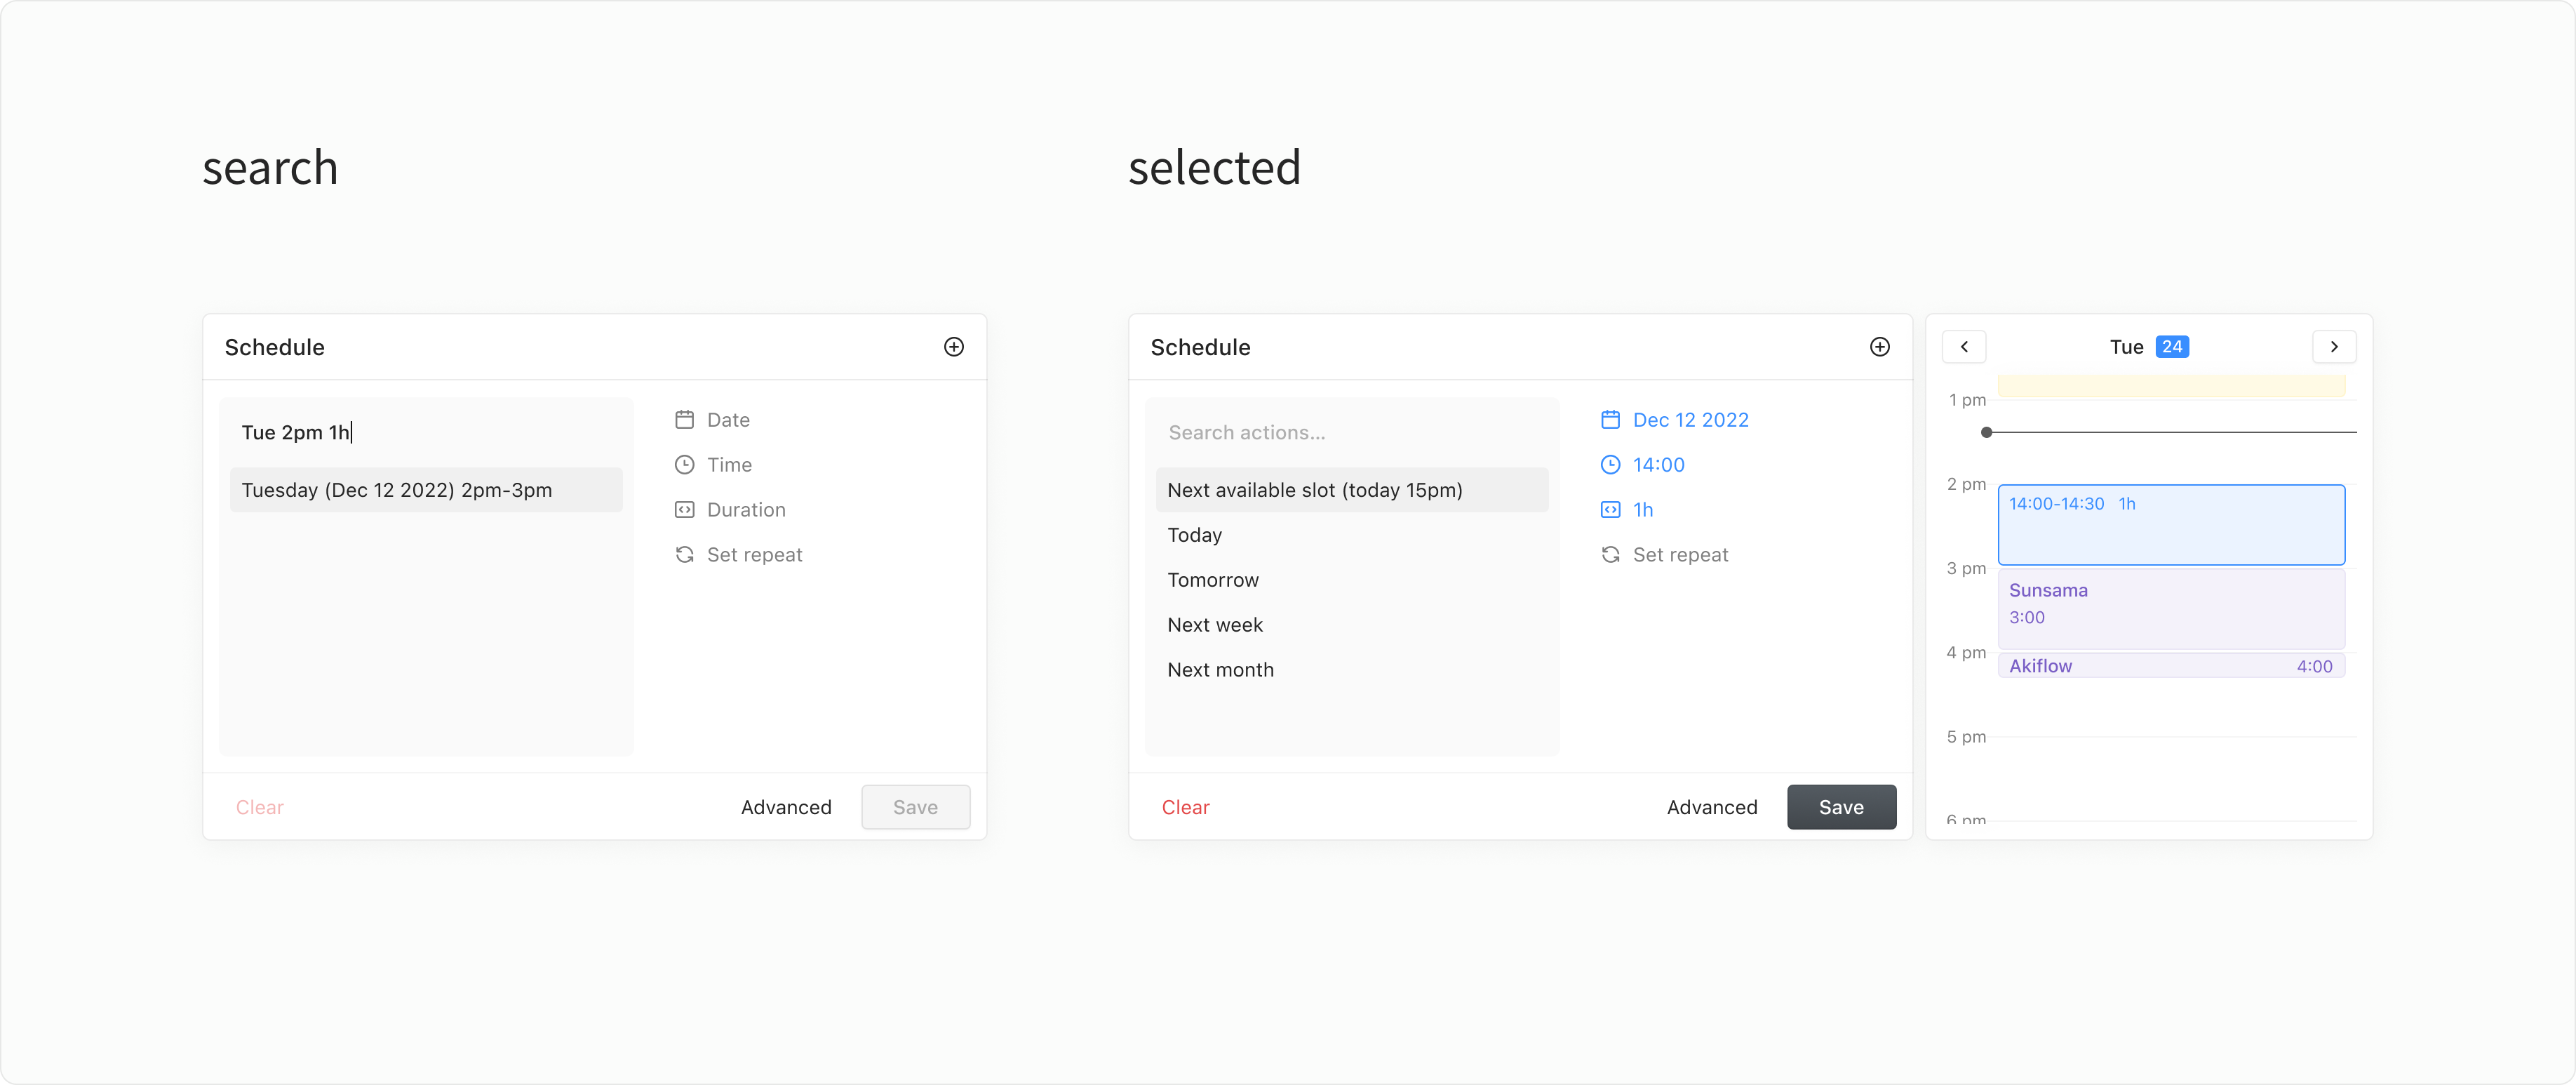 search
Schedule
Tue 2pm 1h
Tuesday (Dec 12 2022) 2pm-3pm
Date
Time
Duration
Set repeat
Clear
Advanced
Save
selected
Schedule
Search actions...
Next available slot (today 15pm)
Today
Tomorrow
Next week
Next month
Dec 12 2022
14:00
1h
Set repeat
Clear
Advanced
Save
Tue 24
1 pm
2 pm
14:00-14:30 1h
3 pm
Sunsama
3:00
4 pm
Akiflow 4:00
5 pm
6 pm